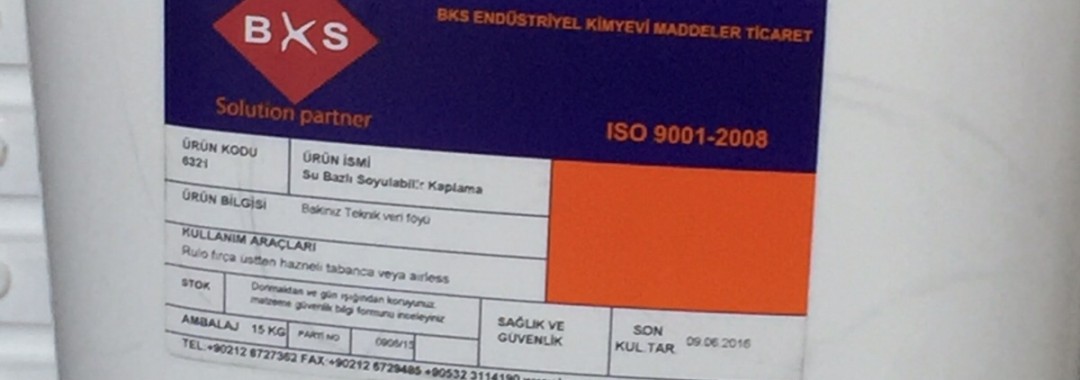 BKS
BKS ENDÜSTRİYEL KİMYEVİ MADDELER TİCARET
Solution partner
ISO 9001-2008
ÜRÜN KODU
6321
ÜRÜN İSMİ
Su Bazlı Soyulabilir Kaplama
ÜRÜN BİLGİSİ
Bakınız Teknik veri föyü
KULLANIM ARAÇLARI
Rulo fırça üstten hazneli tabanca veya airless
STOK
Donmaktan ve gün ışığından koruyunuz.
malzeme güvenlik bilgi formunu inceleyiniz
SAĞLIK VE
GÜVENLİK
SON
KUL.TAR
09.06.2016
AMBALAJ
15 KG
PARTİ NO
0906/15
TEL:+90212 6727362 FAX:+90212 6729485 +90532 3114190